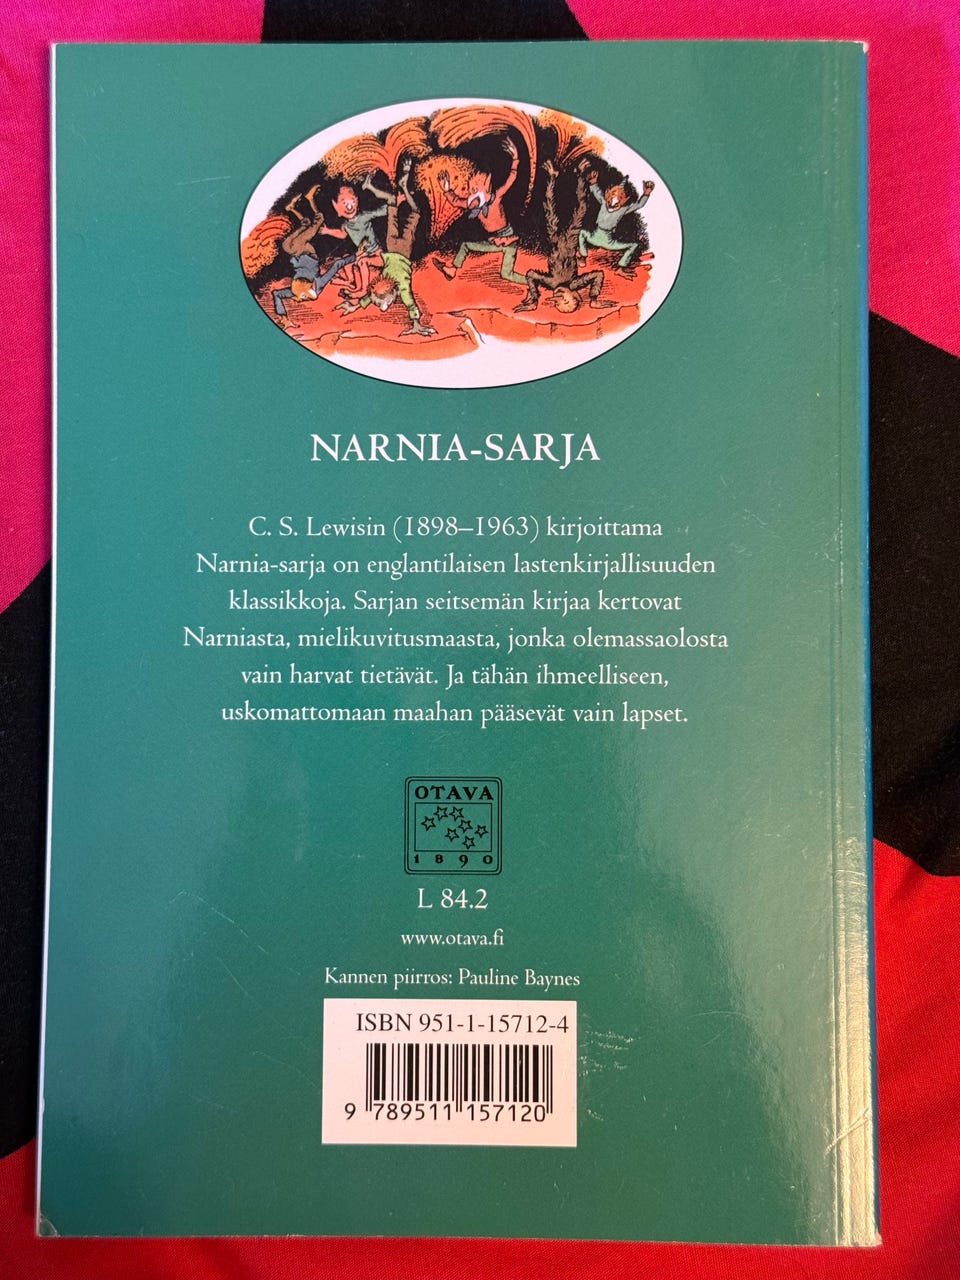 NARNIA-SARJA
C. S. Lewisin (1898–1963) kirjoittama
Narnia-sarja on englantilaisen lastenkirjallisuuden
klassikkoja. Sarjan seitsemän kirjaa kertovat
Narniasta, mielikuvitusmaasta, jonka olemassaolosta
vain harvat tietävät. Ja tähän ihmeelliseen,
uskomattomaan maahan pääsevät vain lapset.
OTAVA
1890
L 84.2
www.otava.fi
Kannen piirros: Pauline Baynes
ISBN 951-1-15712-4
9 789511 157120